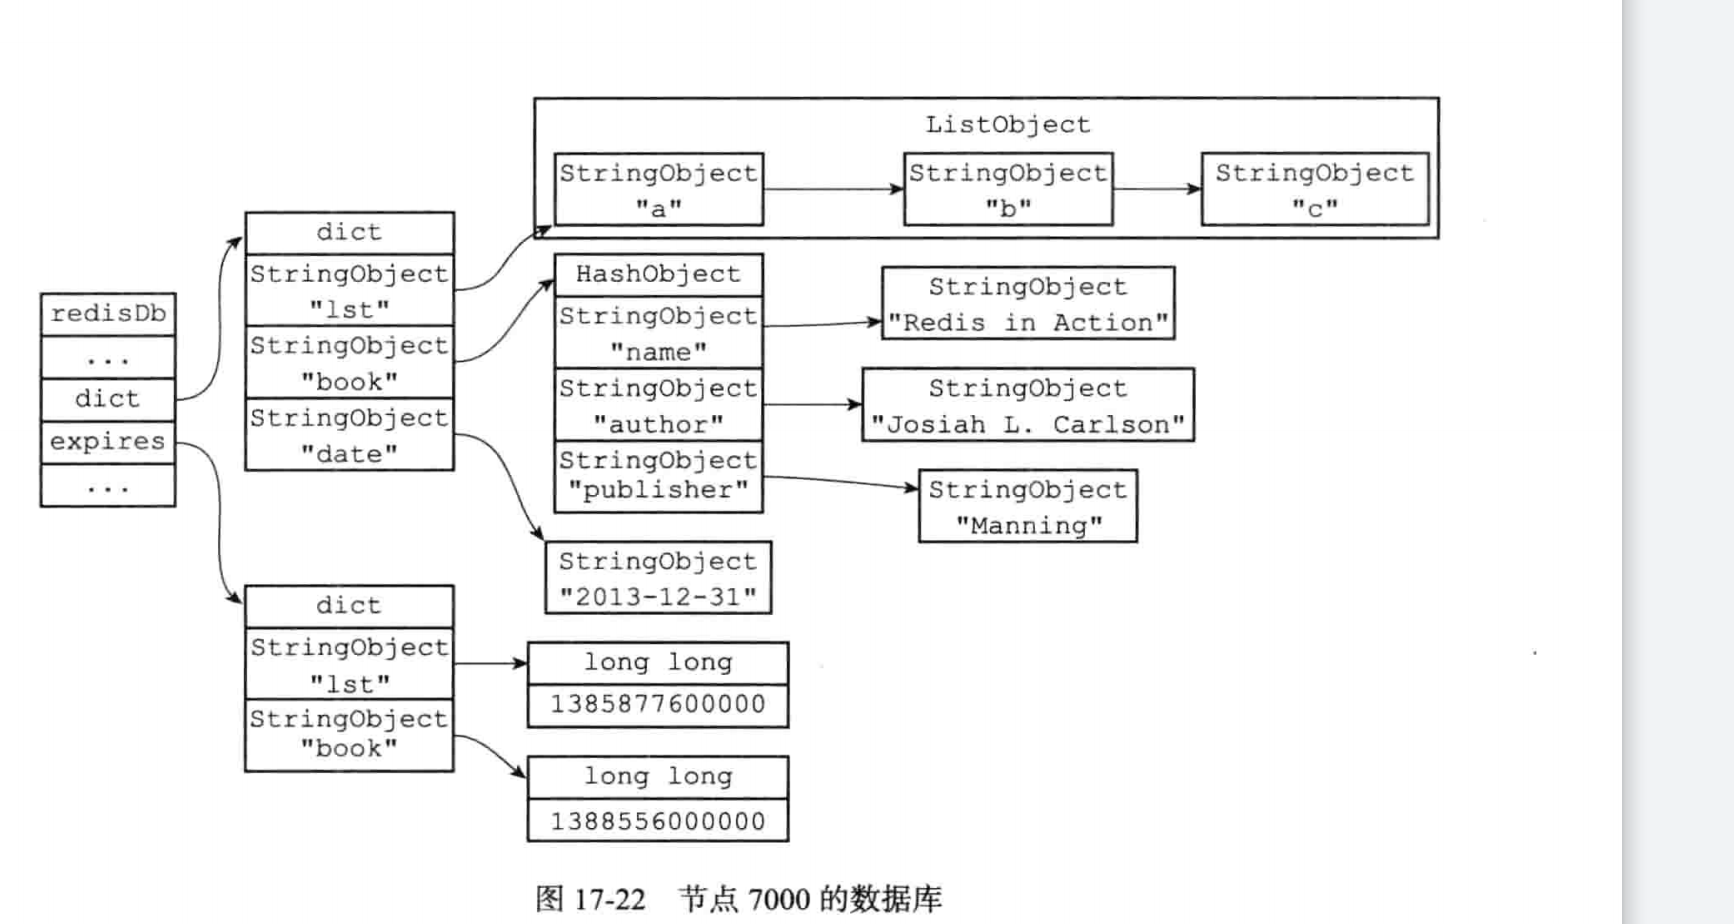 ListObject
StringObject
"a"
StringObject
"b"
StringObject
"c"
redisDb
...
dict
expires
...
dict
StringObject
"lst"
StringObject
"book"
StringObject
"date"
HashObject
StringObject
"name"
StringObject
"author"
StringObject
"publisher"
StringObject
"Redis in Action"
StringObject
"Josiah L. Carlson"
StringObject
"Manning"
StringObject
"2013-12-31"
dict
StringObject
"lst"
StringObject
"book"
long long
1385877600000
long long
1388556000000
图 17-22 节点 7000 的数据库